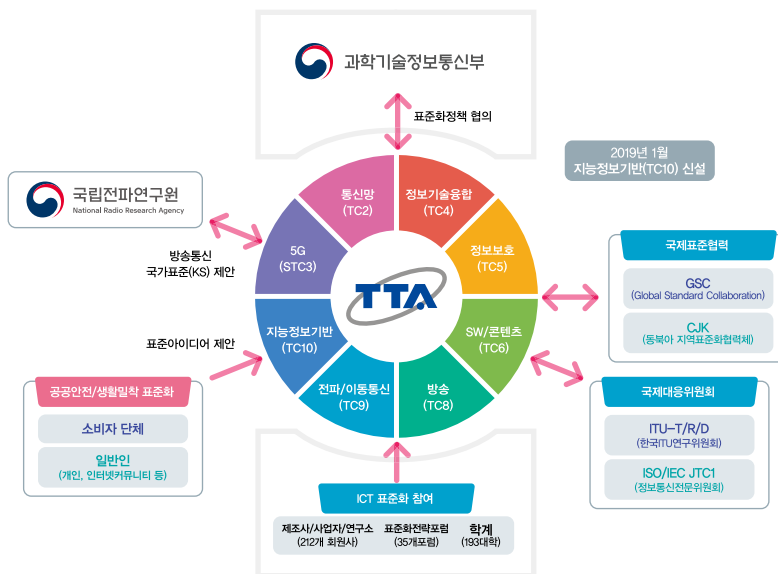 과학기술정보통신부
표준화정책 협의
2019년 1월
지능정보기반(TC10) 신설
국립전파연구원
National Radio Research Agency
방송통신
국가표준(KS) 제안
통신망
(TC2)
정보기술융합
(TC4)
5G
(STC3)
정보보호
(TC5)
TTA
지능정보기반
(TC10)
SW/콘텐츠
(TC6)
전파/이동통신
(TC9)
방송
(TC8)
국제표준협력
GSC
(Global Standard Collaboration)
CJK
(동북아 지역표준화협력체)
표준아이디어 제안
공공안전/생활밀착 표준화
소비자 단체
일반인
(개인, 인터넷커뮤니티 등)
국제대응위원회
ITU-T/R/D
(한국ITU연구위원회)
ISO/IEC JTC1
(정보통신전문위원회)
ICT 표준화 참여
제조사/사업자/연구소
(212개 회원사)
표준화전략포럼
(35개포럼)
학계
(193대학)